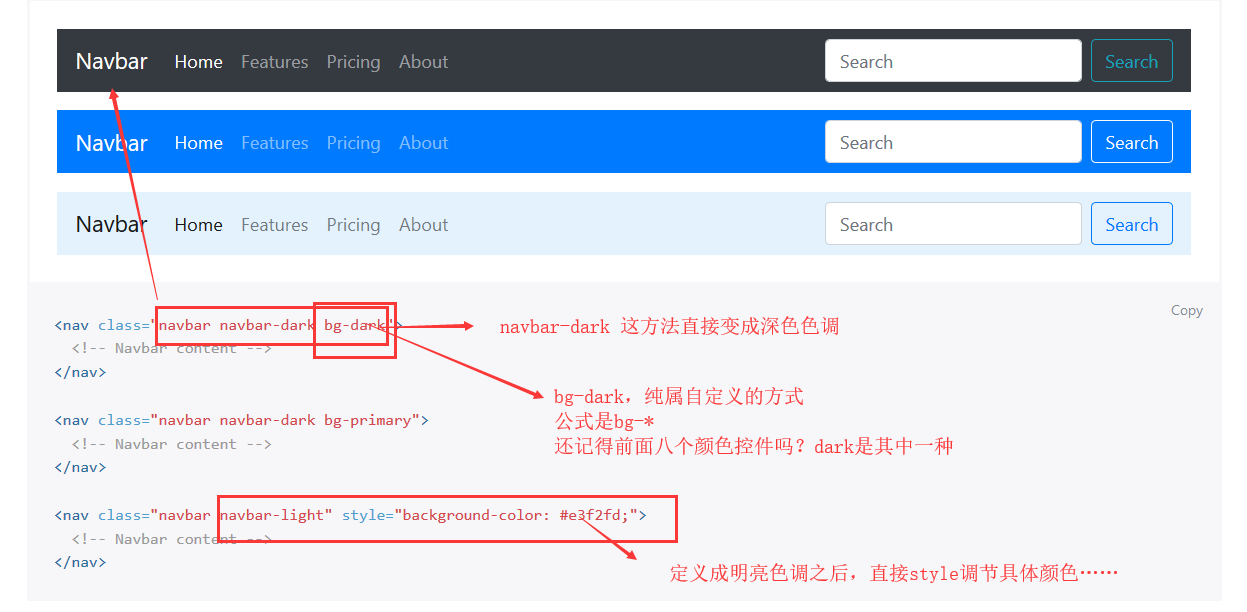 Navbar Home Features Pricing About Search Search
Navbar Home Features Pricing About Search Search
Navbar Home Features Pricing About Search Search
Copy
<nav class="navbar navbar-dark bg-dark">
<!-- Navbar content -->
</nav>
navbar-dark 这方法直接变成深色色调
bg-dark，纯属自定义的方式
公式是bg-*
还记得前面八个颜色控件吗？dark是其中一种
<nav class="navbar navbar-dark bg-primary">
<!-- Navbar content -->
</nav>
<nav class="navbar navbar-light" style="background-color: #e3f2fd;">
<!-- Navbar content -->
</nav>
定义成明亮色调之后，直接style调节具体颜色……